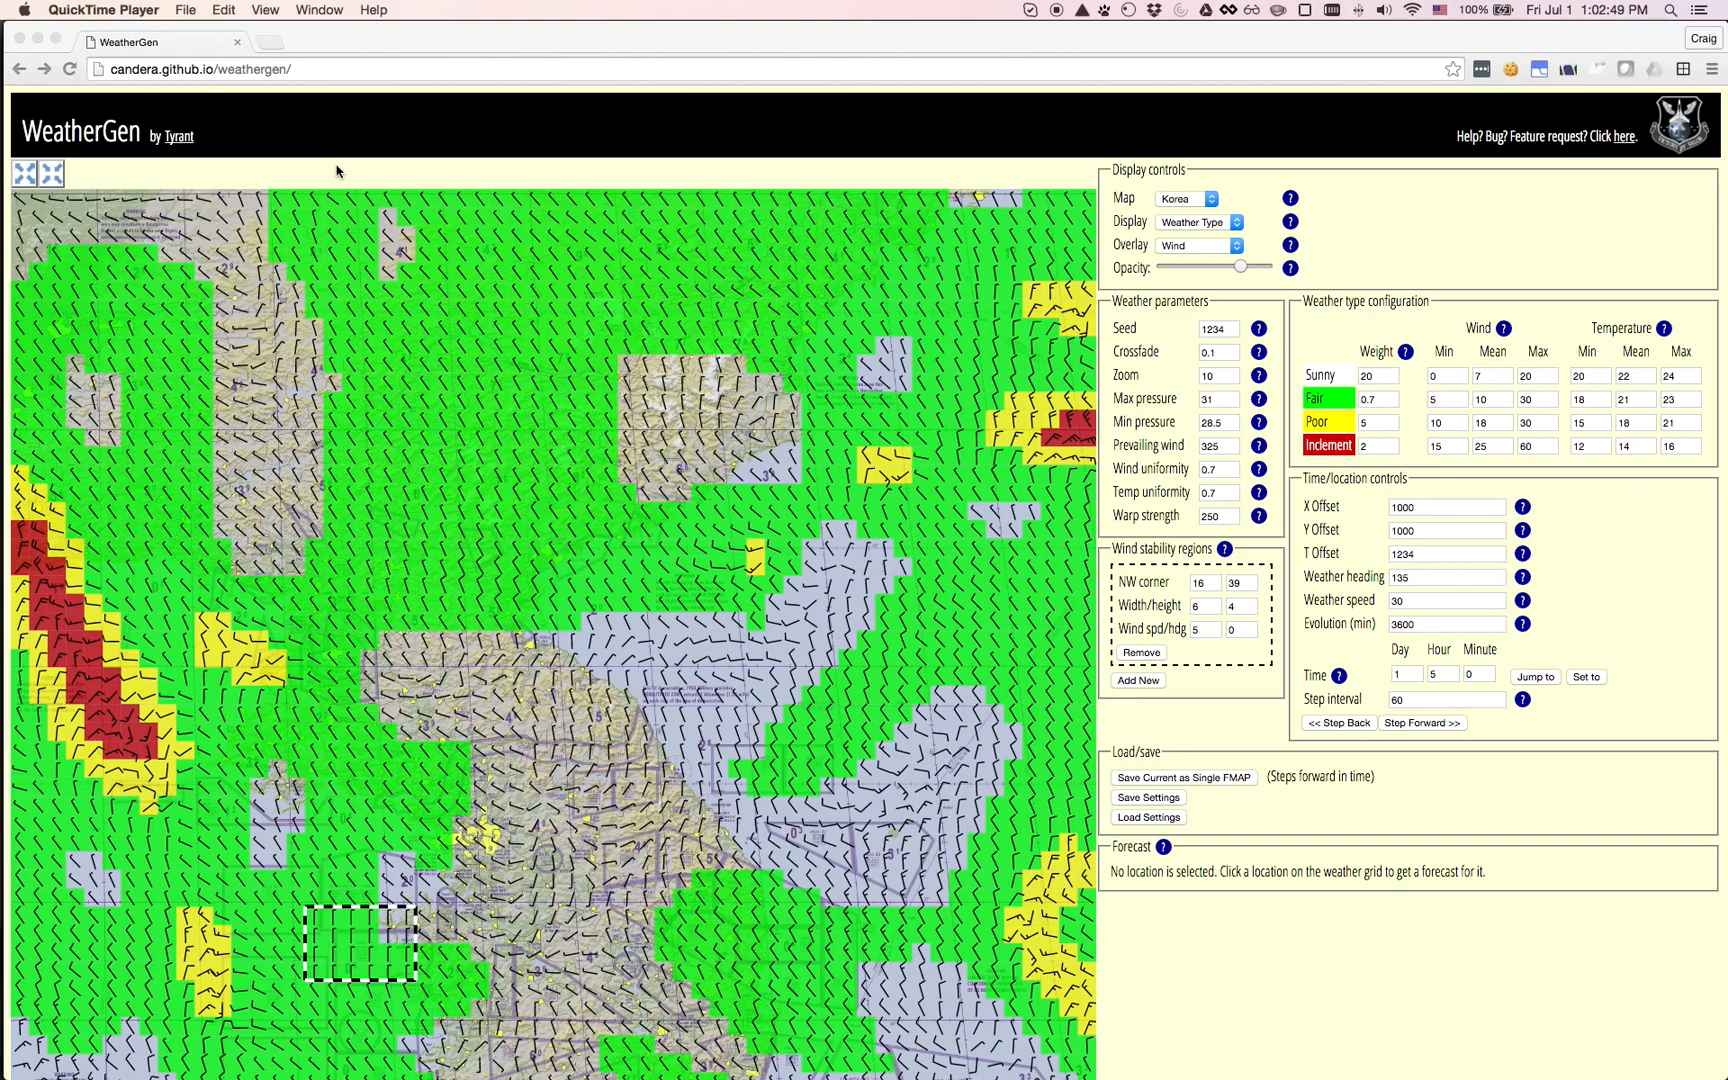 QuickTime Player File Edit View Window Help 100% Fri Jul 1 1:02:49 PM
WeatherGen Craig
candera.github.io/weathergen/
WeatherGen by Tyrant Help? Bug? Feature request? Click here.
Display controls
Map Korea ?
Display Weather Type ?
Overlay Wind ?
Opacity: ?
Weather parameters
Seed 1234 ?
Crossfade 0.1 ?
Zoom 10 ?
Max pressure 31 ?
Min pressure 28.5 ?
Prevailing wind 325 ?
Wind uniformity 0.7 ?
Temp uniformity 0.7 ?
Warp strength 250 ?
Wind stability regions ?
NW corner 16 39
Width/height 6 4
Wind spd/hdg 5 0
Remove
Add New
Weather type configuration
Wind ? Temperature ?
Weight ? Min Mean Max Min Mean Max
Sunny 20 0 7 20 20 22 24
Fair 0.7 5 10 30 18 21 23
Poor 5 10 18 30 15 18 21
Inclement 2 15 25 60 12 14 16
Time/location controls
X Offset 1000 ?
Y Offset 1000 ?
T Offset 1234 ?
Weather heading 135 ?
Weather speed 30 ?
Evolution (min) 3600 ?
Day Hour Minute
Time ? 1 5 0 Jump to Set to
Step interval 60 ?
<< Step Back Step Forward >>
Load/save
Save Current as Single FMAP (Steps forward in time)
Save Settings
Load Settings
Forecast ?
No location is selected. Click a location on the weather grid to get a forecast for it.